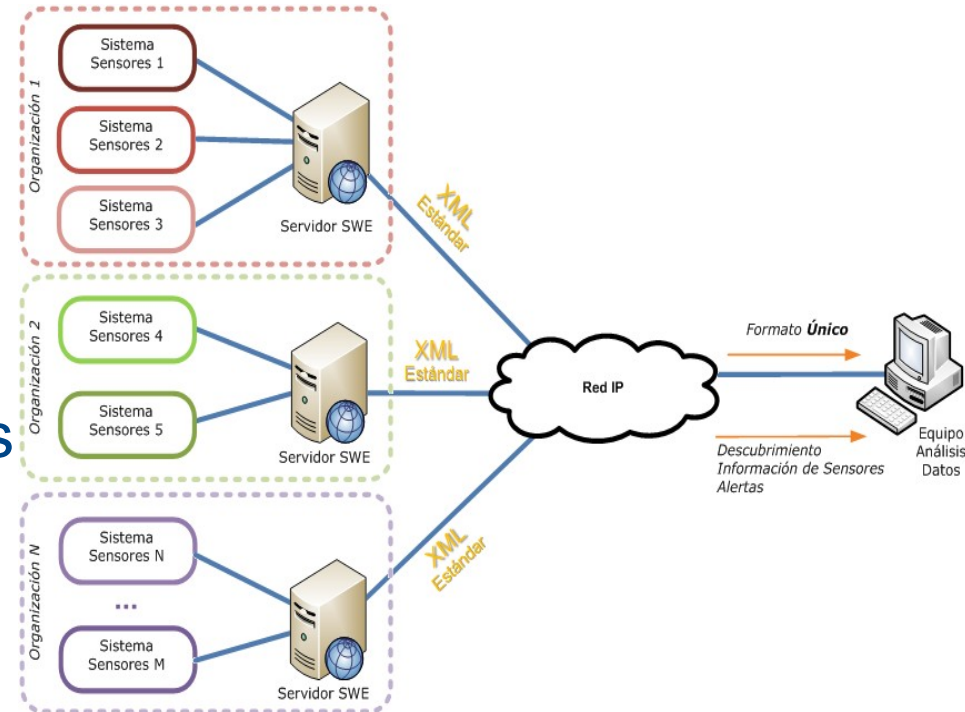 Organización 1
Sistema
Sensores 1
Sistema
Sensores 2
Sistema
Sensores 3
Servidor SWE
XML
Estándar
Organización 2
Sistema
Sensores 4
Sistema
Sensores 5
Servidor SWE
XML
Estándar
s
Organización N
Sistema
Sensores N
...
Sistema
Sensores M
Servidor SWE
XML
Estándar
Red IP
Formato Único
Descubrimiento
Información de Sensores
Alertas
Equipo
Análisis
Datos